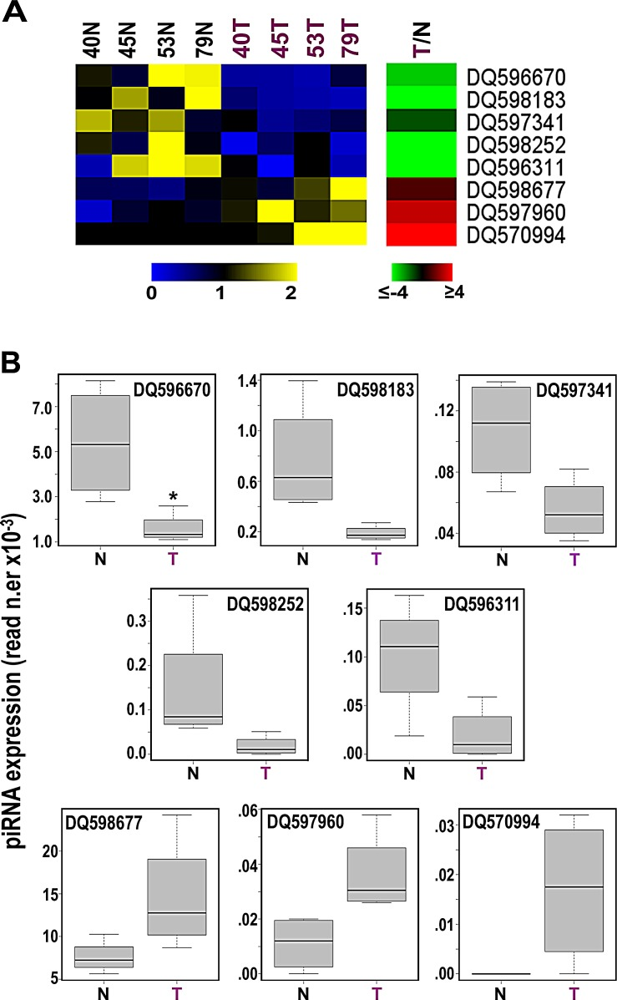 A
40N 45N 53N 79N 40T 45T 53T 79T T/N
DQ596670
DQ598183
DQ597341
DQ598252
DQ596311
DQ598677
DQ597960
DQ570994
0 1 2
≤-4 ≥4
B
piRNA expression (read n.er x10-3)
DQ596670
7.0
5.0
3.0
1.0
*
N T
DQ598183
1.4
1.0
0.6
0.2
N T
DQ597341
.12
.08
.04
N T
DQ598252
0.3
0.2
0.1
0.0
N T
DQ596311
.15
.10
.05
.00
N T
DQ598677
20
15
10
5
N T
DQ597960
.06
.04
.02
.00
N T
DQ570994
.03
.02
.01
.00
N T